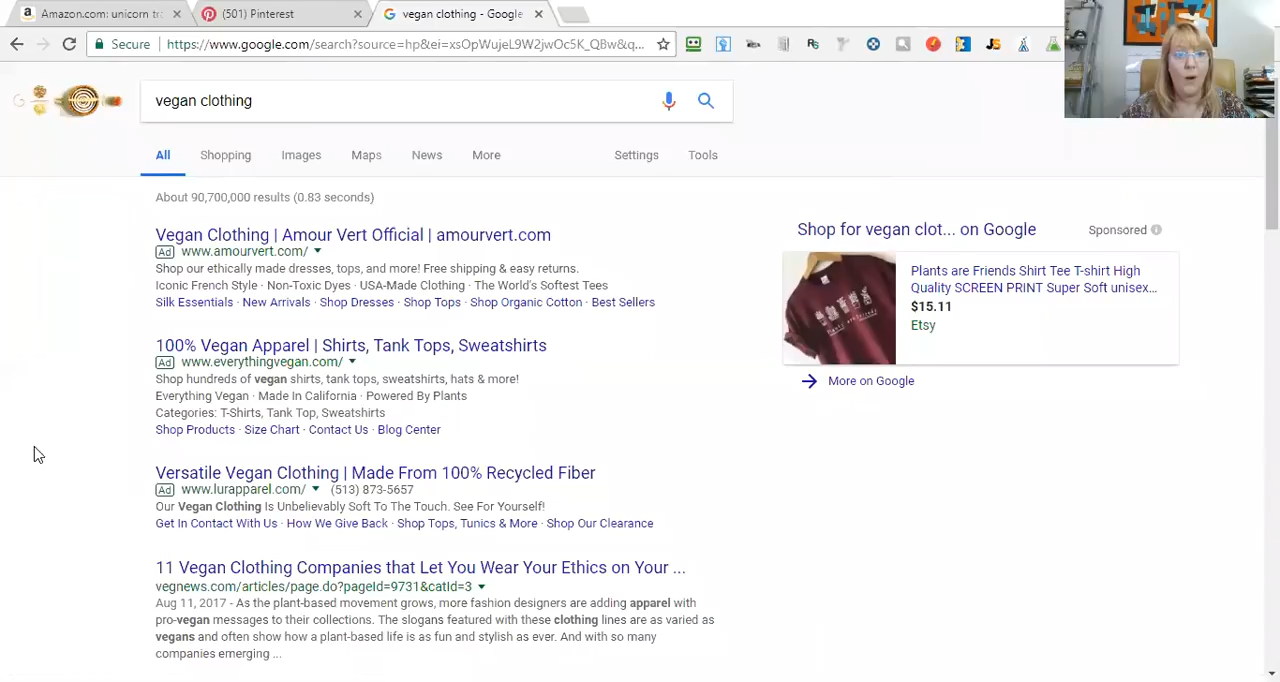 Amazon.com: unicorn tr
(501) Pinterest
vegan clothing - Google
Secure
https://www.google.com/search?source=hp&ei=xsOpWujeL9W2jwOc5K_QBw&q...
vegan clothing
All Shopping Images Maps News More Settings Tools
About 90,700,000 results (0.83 seconds)
Vegan Clothing | Amour Vert Official | amourvert.com
Ad www.amourvert.com/
Shop our ethically made dresses, tops, and more! Free shipping & easy returns.
Iconic French Style · Non-Toxic Dyes · USA-Made Clothing · The World's Softest Tees
Silk Essentials · New Arrivals · Shop Dresses · Shop Tops · Shop Organic Cotton · Best Sellers
100% Vegan Apparel | Shirts, Tank Tops, Sweatshirts
Ad www.everythingvegan.com/
Shop hundreds of vegan shirts, tank tops, sweatshirts, hats & more!
Everything Vegan · Made In California · Powered By Plants
Categories: T-Shirts, Tank Top, Sweatshirts
Shop Products · Size Chart · Contact Us · Blog Center
Versatile Vegan Clothing | Made From 100% Recycled Fiber
Ad www.lurapparel.com/ (513) 873-5657
Our Vegan Clothing Is Unbelievably Soft To The Touch. See For Yourself!
Get In Contact With Us · How We Give Back · Shop Tops, Tunics & More · Shop Our Clearance
11 Vegan Clothing Companies that Let You Wear Your Ethics on Your ...
vegnews.com/articles/page.do?pageId=9731&catId=3
Aug 11, 2017 - As the plant-based movement grows, more fashion designers are adding apparel with
pro-vegan messages to their collections. The slogans featured with these clothing lines are as varied as
vegans and often show how a plant-based life is as fun and stylish as ever. And with so many
companies emerging ...
Shop for vegan clot... on Google
Sponsored
Plants are Friends Shirt Tee T-shirt High
Quality SCREEN PRINT Super Soft unisex...
$15.11
Etsy
More on Google